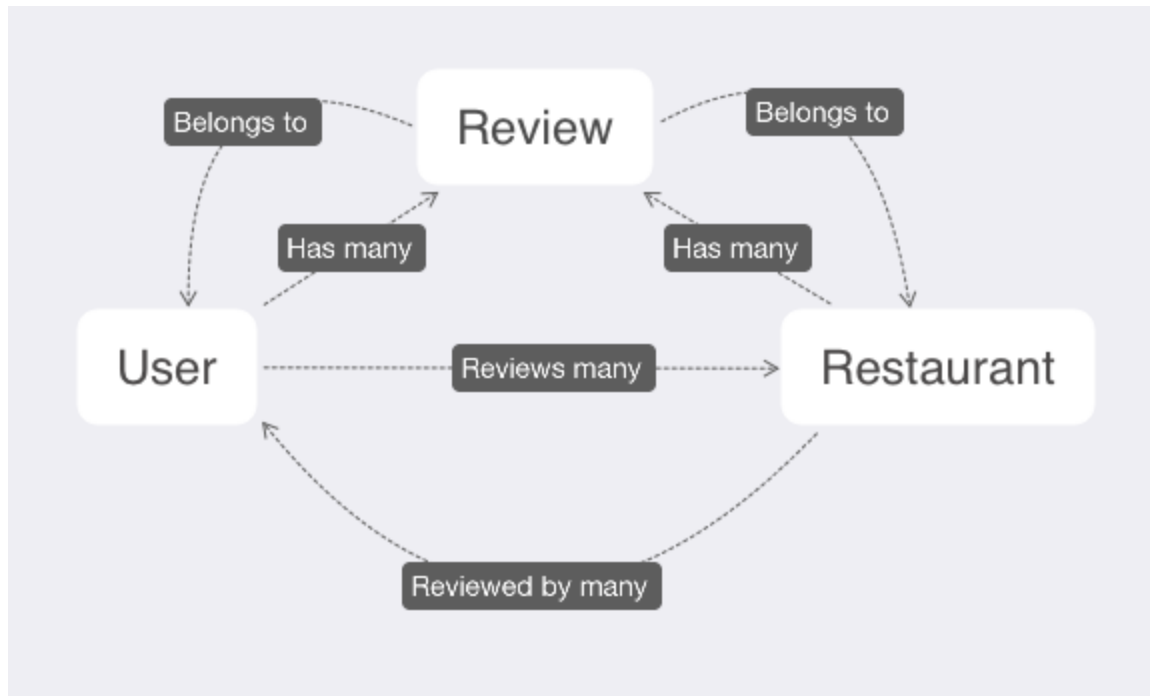 Belongs to
Review
Belongs to
Has many
Has many
User
Reviews many
Restaurant
Reviewed by many